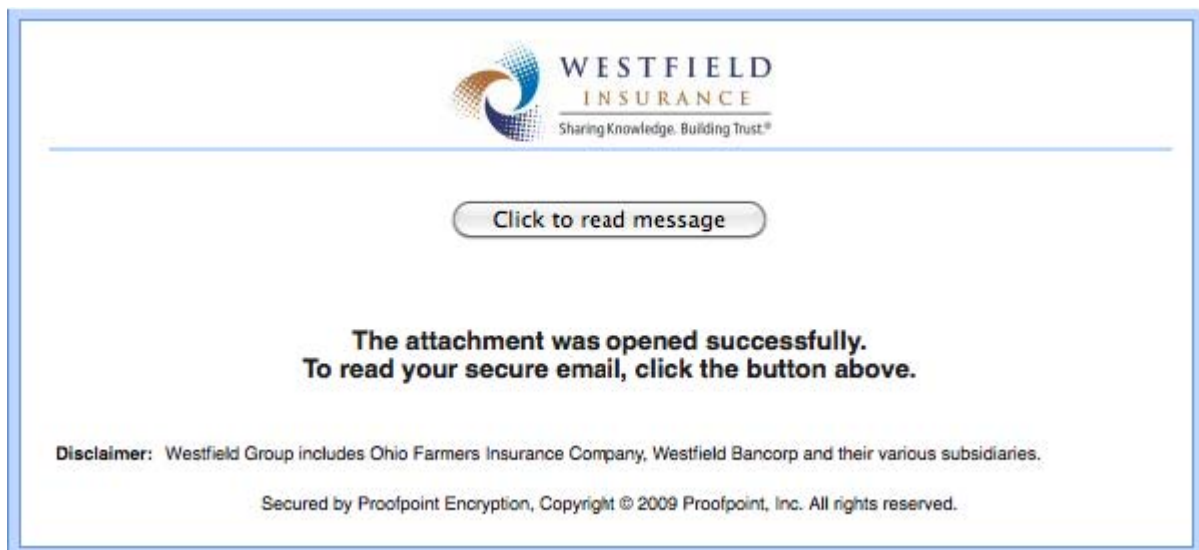 WESTFIELD
INSURANCE
Sharing Knowledge. Building Trust.®
Click to read message
The attachment was opened successfully.
To read your secure email, click the button above.
Disclaimer: Westfield Group includes Ohio Farmers Insurance Company, Westfield Bancorp and their various subsidiaries.
Secured by Proofpoint Encryption, Copyright © 2009 Proofpoint, Inc. All rights reserved.